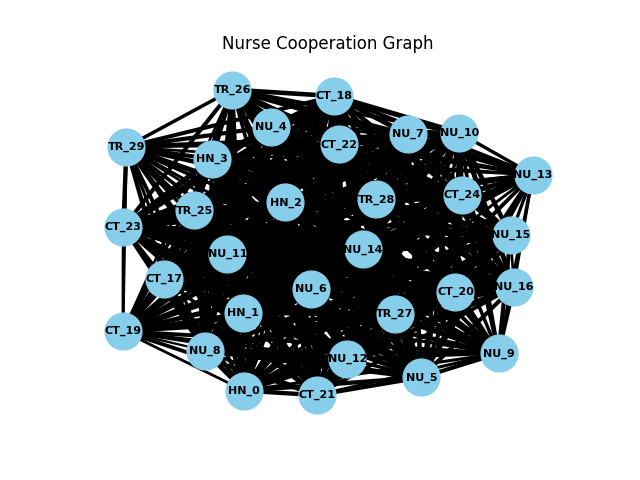 Nurse Cooperation Graph
TR_26
CT_18
NU_4
NU_7
NU_10
CT_22
TR_29
HN_3
NU_13
CT_24
TR_28
HN_2
TR_25
CT_23
NU_15
NU_14
NU_11
CT_17
NU_16
NU_6
CT_20
HN_1
TR_27
CT_19
NU_8
NU_9
NU_12
NU_5
HN_0
CT_21